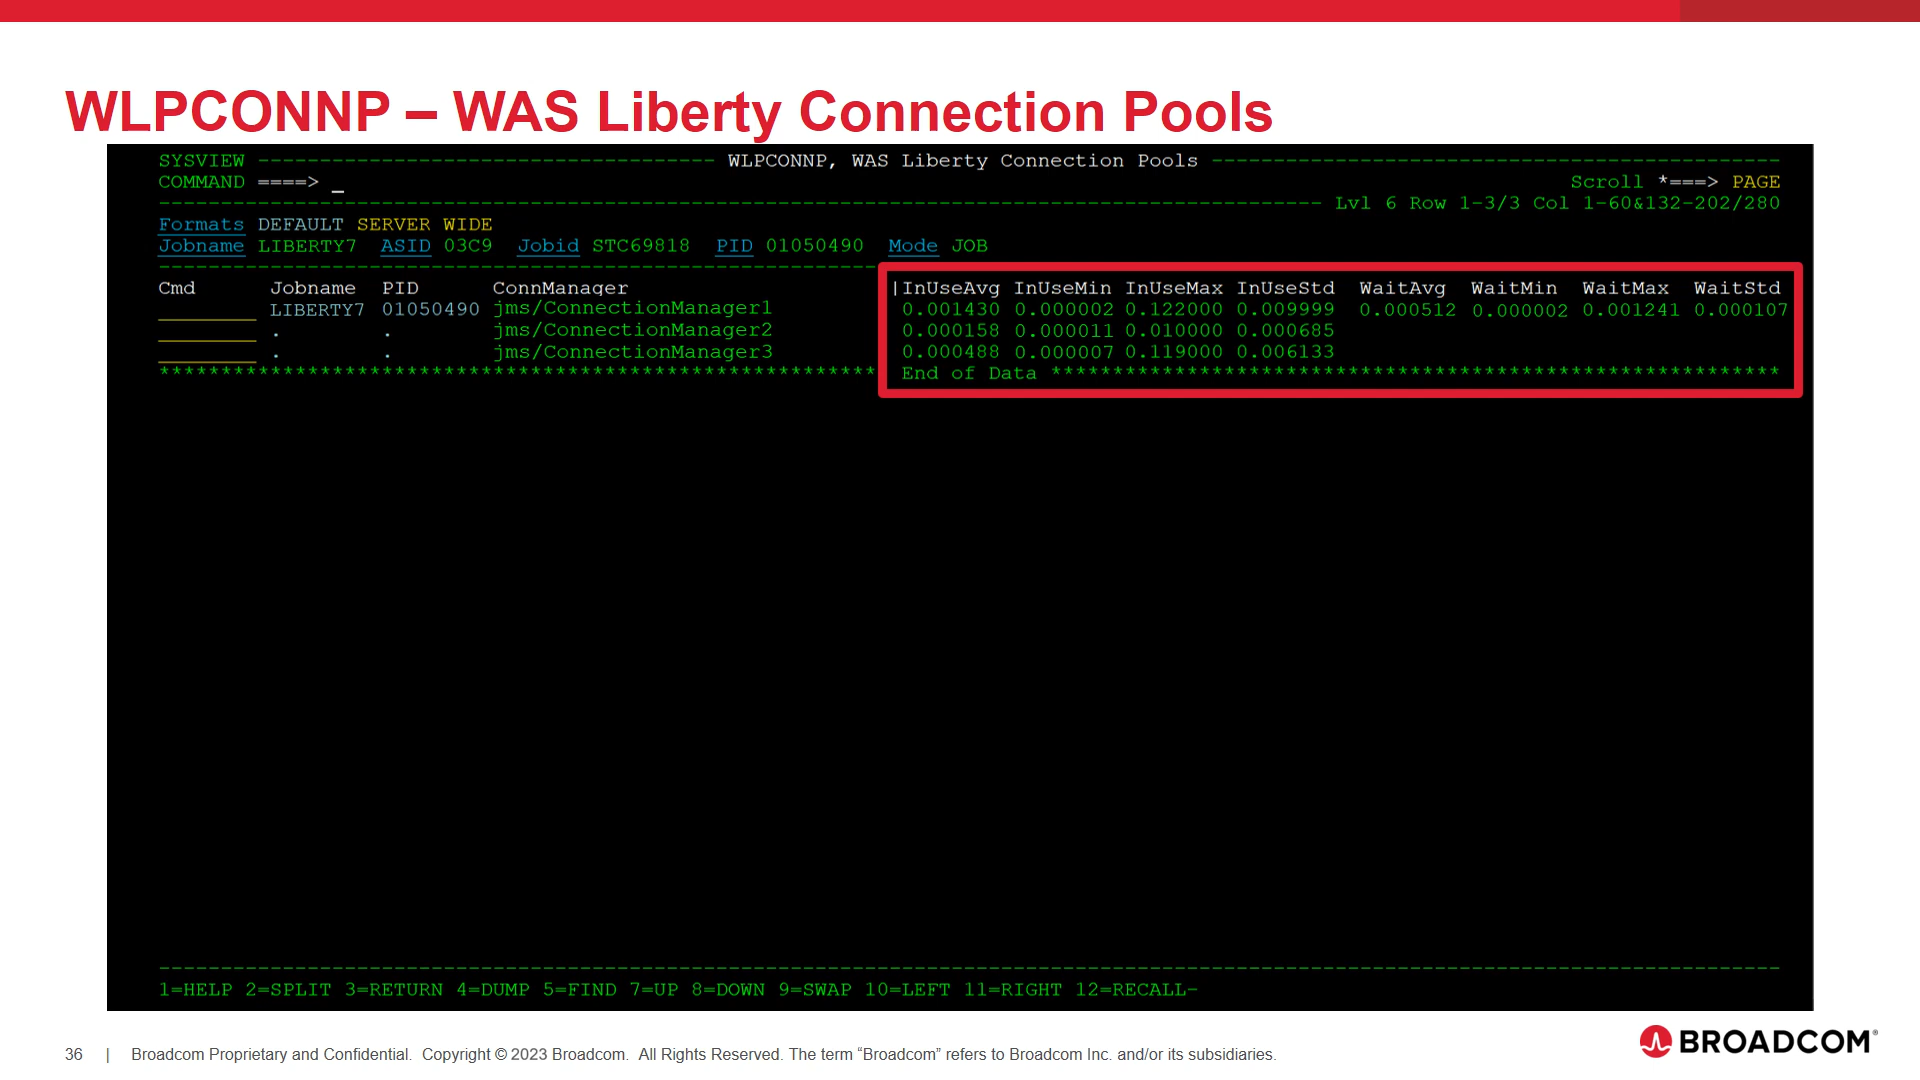 WLPCONNP – WAS Liberty Connection Pools
SYSVIEW ------------------------------------- WLPCONNP, WAS Liberty Connection Pools ----------------------------------------------
COMMAND ====> _ Scroll *===> PAGE
---------------------------------------------------------------------------------------------- Lvl 6 Row 1-3/3 Col 1-60&132-202/280
Formats DEFAULT SERVER WIDE
Jobname LIBERTY7 ASID 03C9 Jobid STC69818 PID 01050490 Mode JOB
----------------------------------------------------------
Cmd Jobname PID ConnManager |InUseAvg InUseMin InUseMax InUseStd WaitAvg WaitMin WaitMax WaitStd
________ LIBERTY7 01050490 jms/ConnectionManager1 0.001430 0.000002 0.122000 0.009999 0.000512 0.000002 0.001241 0.000107
________ . . jms/ConnectionManager2 0.000158 0.000011 0.010000 0.000685
________ . . jms/ConnectionManager3 0.000488 0.000007 0.119000 0.006133
********************************************************** End of Data ***********************************************************
-----------------------------------------------------------------------------------------------------------------------------------
1=HELP 2=SPLIT 3=RETURN 4=DUMP 5=FIND 7=UP 8=DOWN 9=SWAP 10=LEFT 11=RIGHT 12=RECALL-
36 | Broadcom Proprietary and Confidential. Copyright © 2023 Broadcom. All Rights Reserved. The term “Broadcom” refers to Broadcom Inc. and/or its subsidiaries.
BROADCOM®